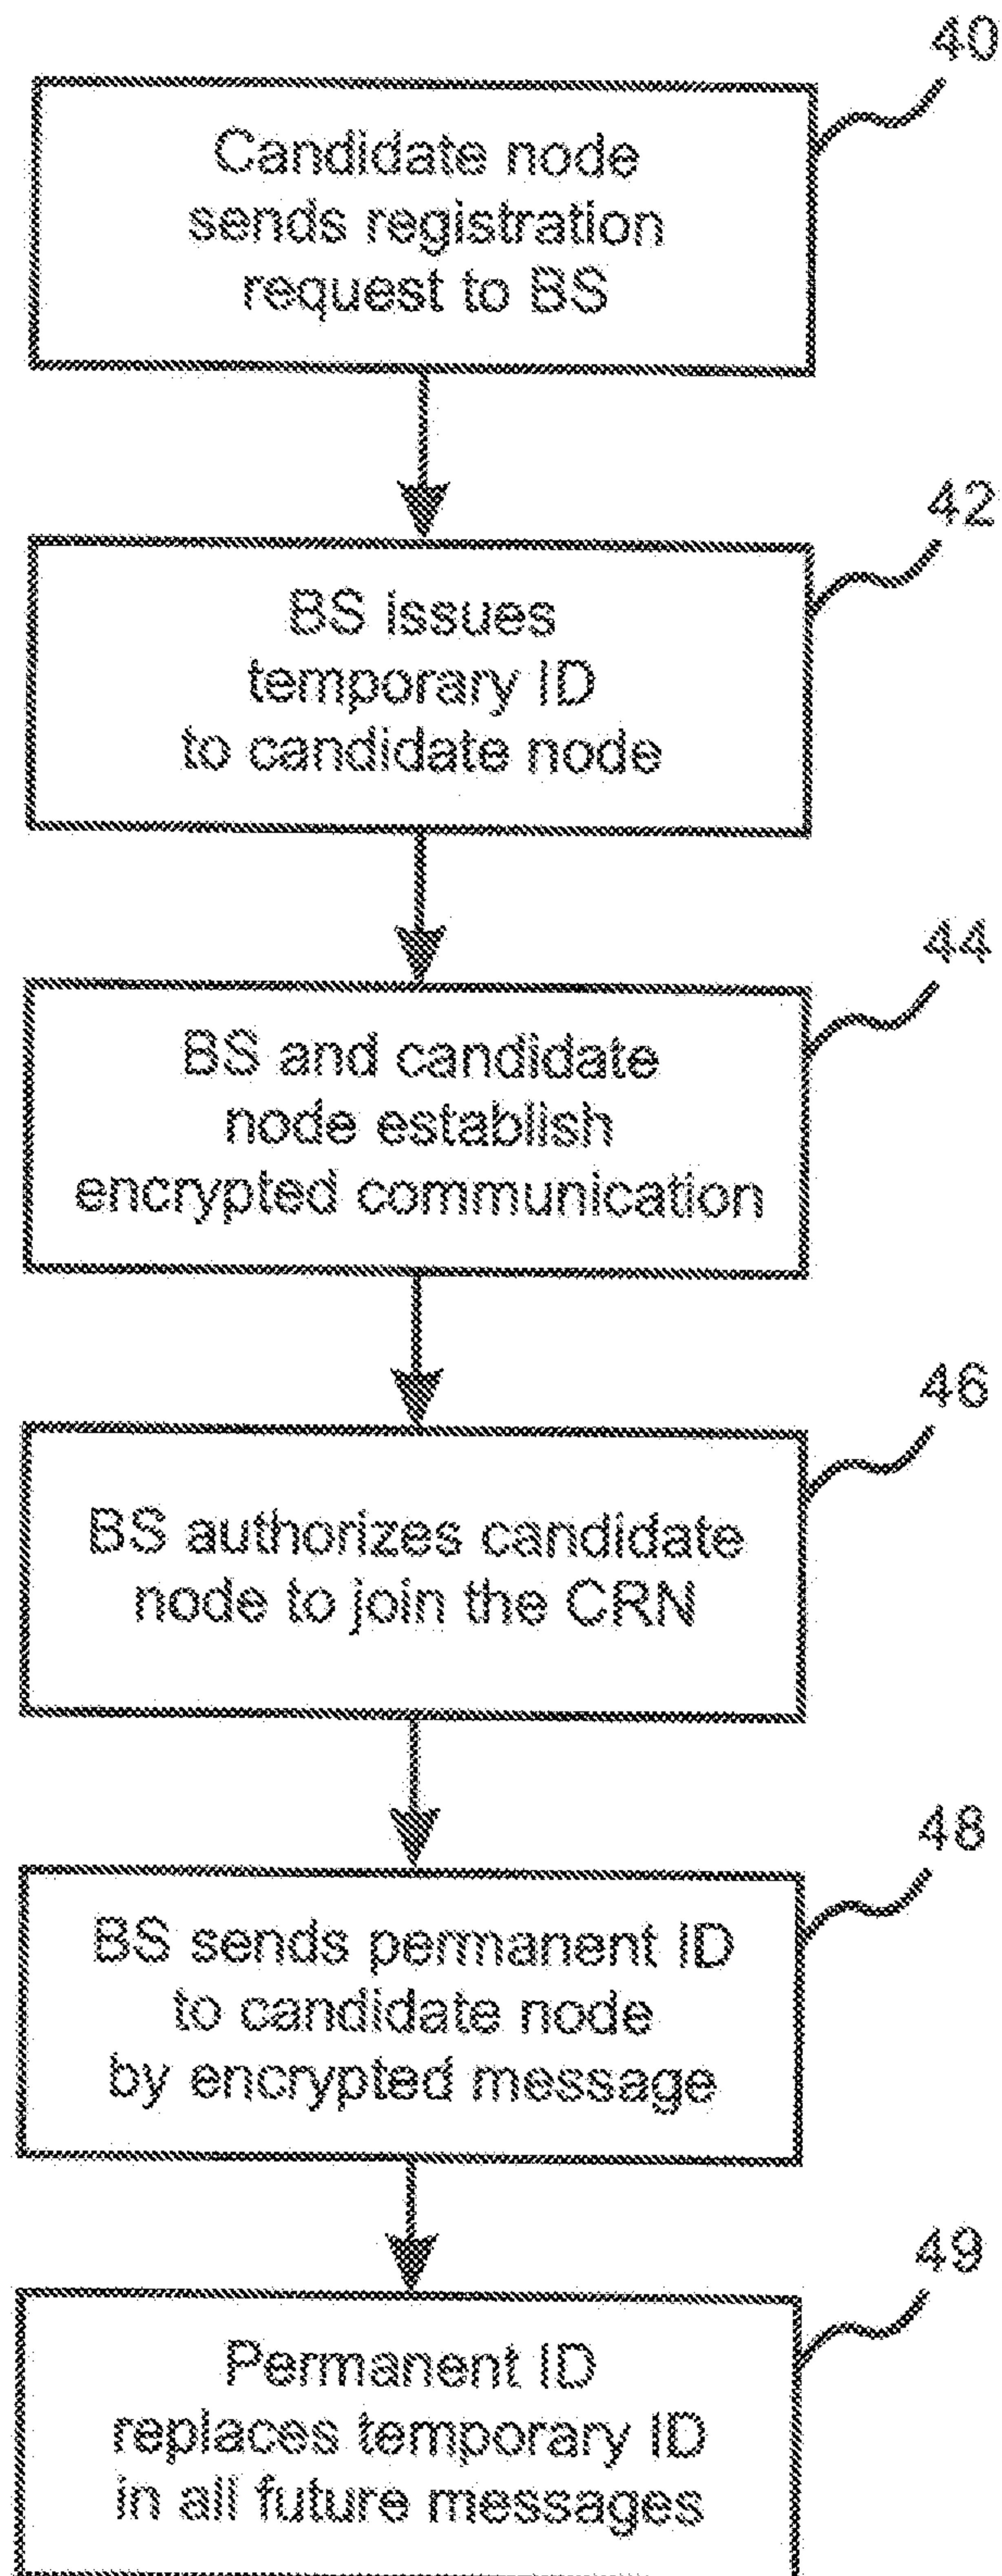 40
Candidate node
sends registration
request to BS
42
BS issues
temporary ID
to candidate node
44
BS and candidate
node establish
encrypted communication
46
BS authorizes candidate
node to join the CRN
48
BS sends permanent ID
to candidate node
by encrypted message
49
Permanent ID
replaces temporary ID
in all future messages